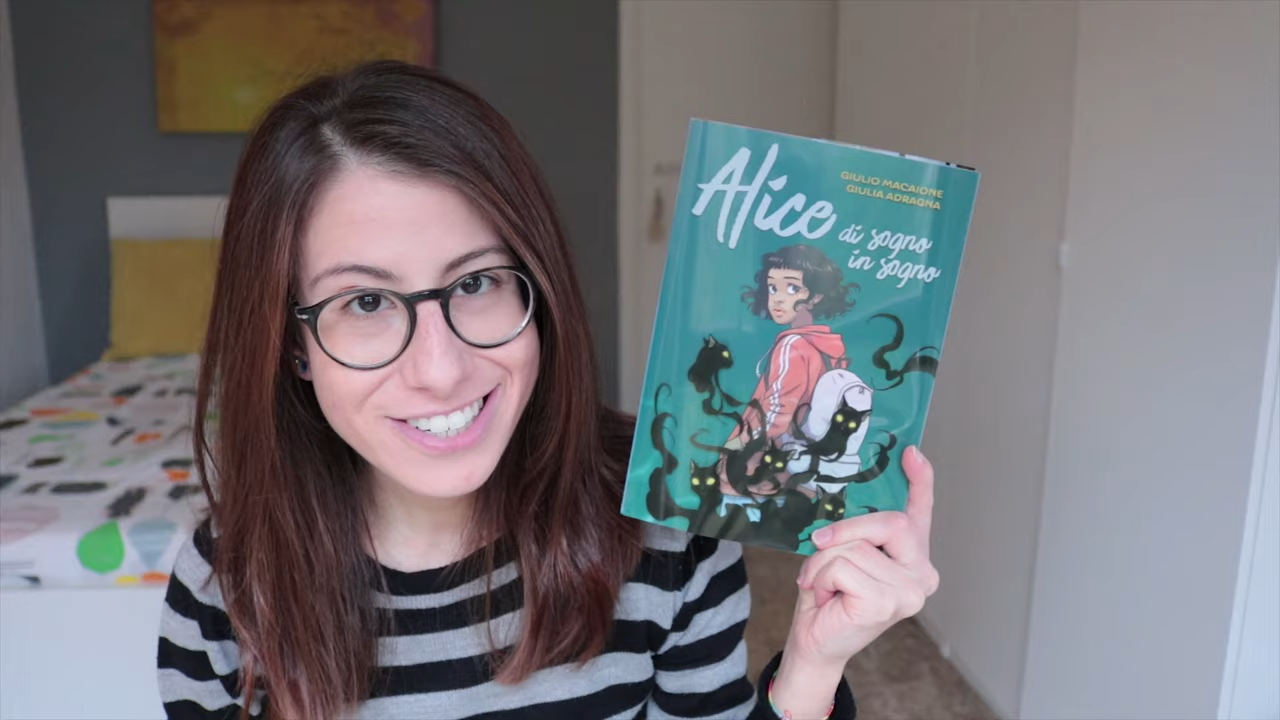 Alice
di sogno
in sogno
GIULIO MACAIONE
GIULIA ADRAGNA